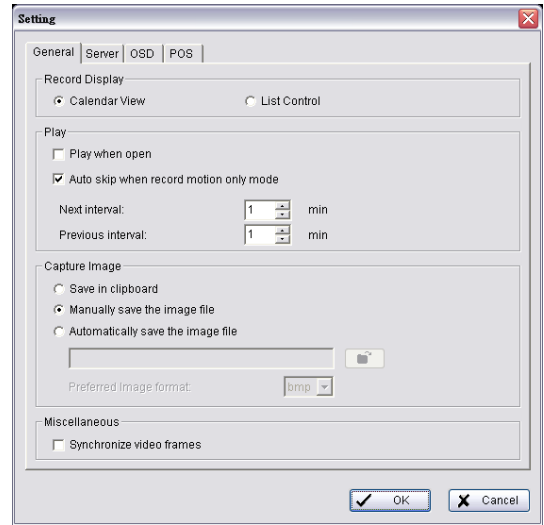 Setting
General Server OSD POS
Record Display
Calendar View List Control
Play
Play when open
Auto skip when record motion only mode
Next interval: 1 min
Previous interval: 1 min
Capture Image
Save in clipboard
Manually save the image file
Automatically save the image file
Preferred Image format: bmp
Miscellaneous
Synchronize video frames
OK Cancel